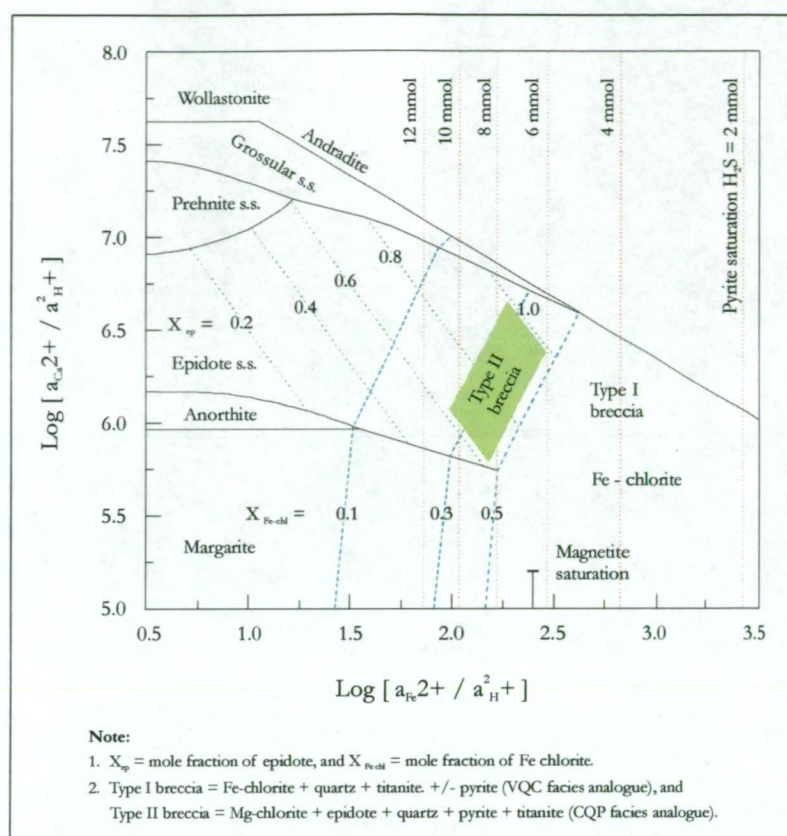 8.0
7.5
7.0
6.5
6.0
5.5
5.0
Log [ aCa2+ / a2H+ ]
Wollastonite
Andradite
Grossular s.s.
Prehnite s.s.
12 mmol
10 mmol
8 mmol
6 mmol
4 mmol
Pyrite saturation H2S = 2 mmol
0.8
0.6
0.4
X ep = 0.2
1.0
Epidote s.s.
Type II
breccia
Type I
breccia
Anorthite
Fe - chlorite
X Fe-chl = 0.1 0.3 0.5
Margarite
Magnetite
saturation
0.5 1.0 1.5 2.0 2.5 3.0 3.5
Log [ aFe2+ / a2H+ ]
Note:
1. Xep = mole fraction of epidote, and X Fe chl = mole fraction of Fe chlorite.
2. Type I breccia = Fe-chlorite + quartz + titanite. +/- pyrite (VQC facies analogue), and
Type II breccia = Mg-chlorite + epidote + quartz + pyrite + titanite (CQP facies analogue).